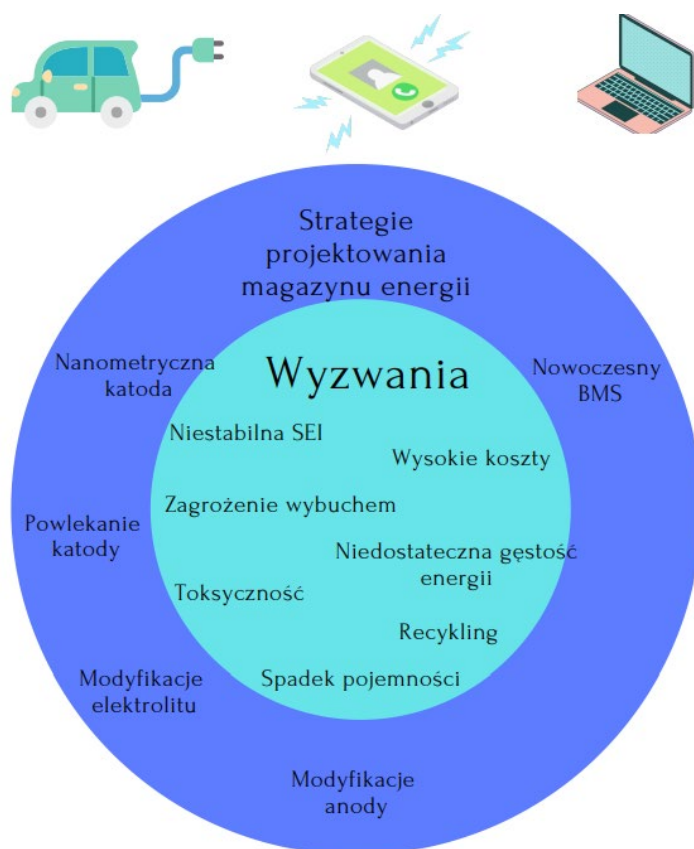 Strategie
projektowania
magazynu energii
Nanometryczna
katoda
Wyzwania
Nowoczesny
BMS
Niestabilna SEI
Wysokie koszty
Zagrożenie wybuchem
Powlekanie
katody
Niedostateczna gęstość
energii
Toksyczność
Recykling
Modyfikacje
elektrolitu
Spadek pojemności
Modyfikacje
anody